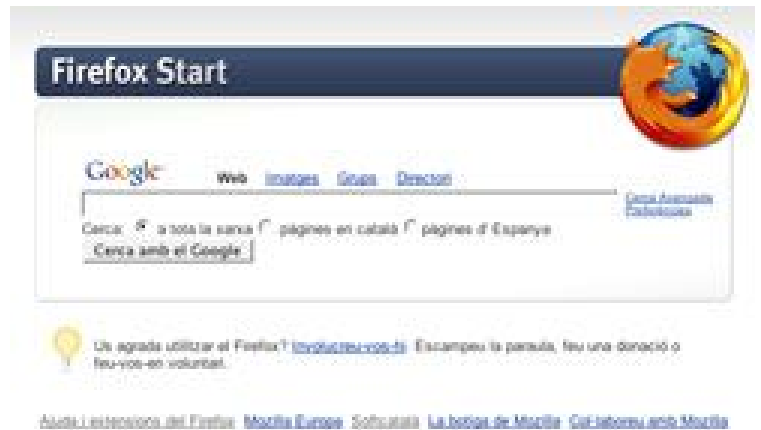 Firefox Start
Google Web Imatges Grups Directori
Cerca Avançada
Preferències
Cerca: a tota la xarxa pàgines en català pàgines d'Espanya
Cerca amb el Google
Us agrada utilitzar el Firefox? Involucreu-vos-hi. Escampeu la paraula, feu una donació o
feu-vos-en voluntari.
Ajuda i extensions del Firefox Mozilla Europe Softcatalà La botiga de Mozilla Col·laboreu amb Mozilla